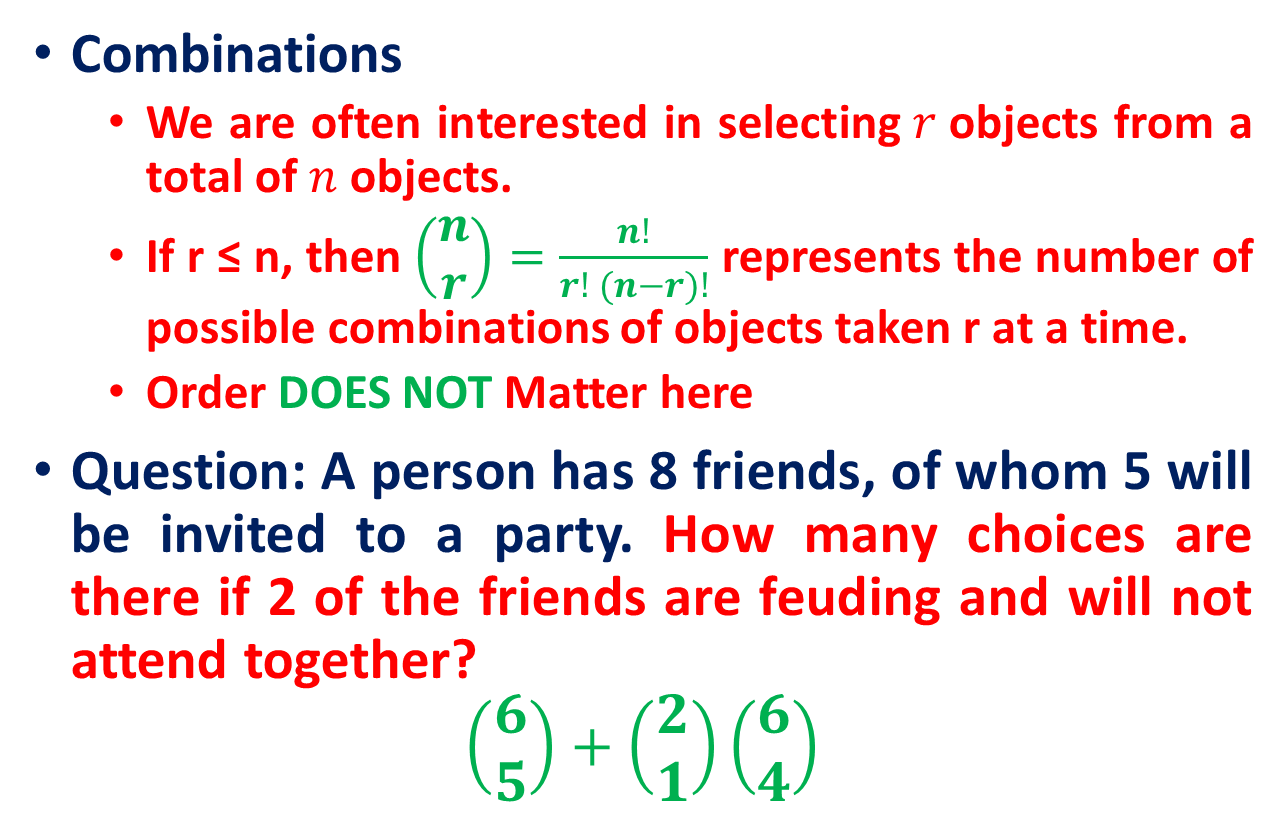 • Combinations
• We are often interested in selecting r objects from a
total of n objects.
• If r ≤ n, then (n r) = n! / r! (n−r)! represents the number of
possible combinations of objects taken r at a time.
• Order DOES NOT Matter here
• Question: A person has 8 friends, of whom 5 will
be invited to a party. How many choices are
there if 2 of the friends are feuding and will not
attend together?
(6 5) + (2 1) (6 4)